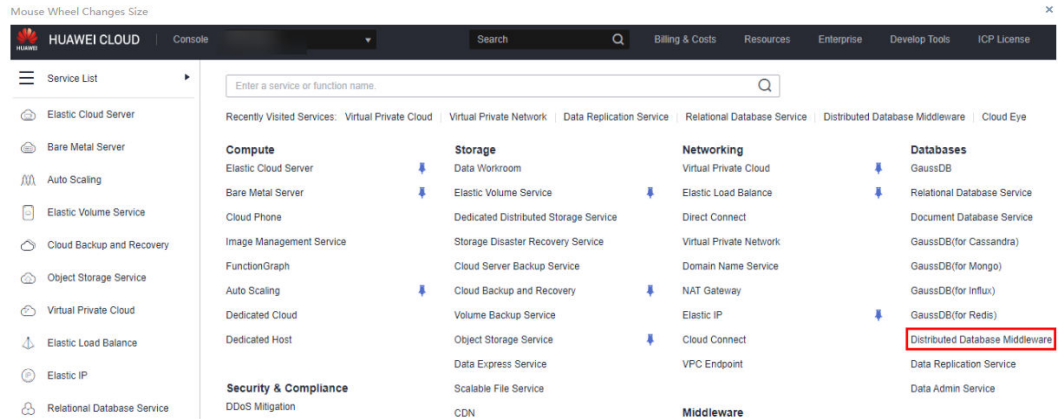 Mouse Wheel Changes Size
×
HUAWEI
HUAWEI CLOUD
Console
Search
Billing & Costs
Resources
Enterprise
Develop Tools
ICP License
Service List
Elastic Cloud Server
Bare Metal Server
Auto Scaling
Elastic Volume Service
Cloud Backup and Recovery
Object Storage Service
Virtual Private Cloud
Elastic Load Balance
Elastic IP
Relational Database Service
Enter a service or function name.
Recently Visited Services: Virtual Private Cloud | Virtual Private Network | Data Replication Service | Relational Database Service | Distributed Database Middleware | Cloud Eye
Compute
Elastic Cloud Server
Bare Metal Server
Cloud Phone
Image Management Service
FunctionGraph
Auto Scaling
Dedicated Cloud
Dedicated Host
Security & Compliance
DDoS Mitigation
Storage
Data Workroom
Elastic Volume Service
Dedicated Distributed Storage Service
Storage Disaster Recovery Service
Cloud Server Backup Service
Cloud Backup and Recovery
Volume Backup Service
Object Storage Service
Data Express Service
Scalable File Service
CDN
Networking
Virtual Private Cloud
Elastic Load Balance
Direct Connect
Virtual Private Network
Domain Name Service
NAT Gateway
Elastic IP
Cloud Connect
VPC Endpoint
Middleware
Databases
GaussDB
Relational Database Service
Document Database Service
GaussDB(for Cassandra)
GaussDB(for Mongo)
GaussDB(for Influx)
GaussDB(for Redis)
Distributed Database Middleware
Data Replication Service
Data Admin Service